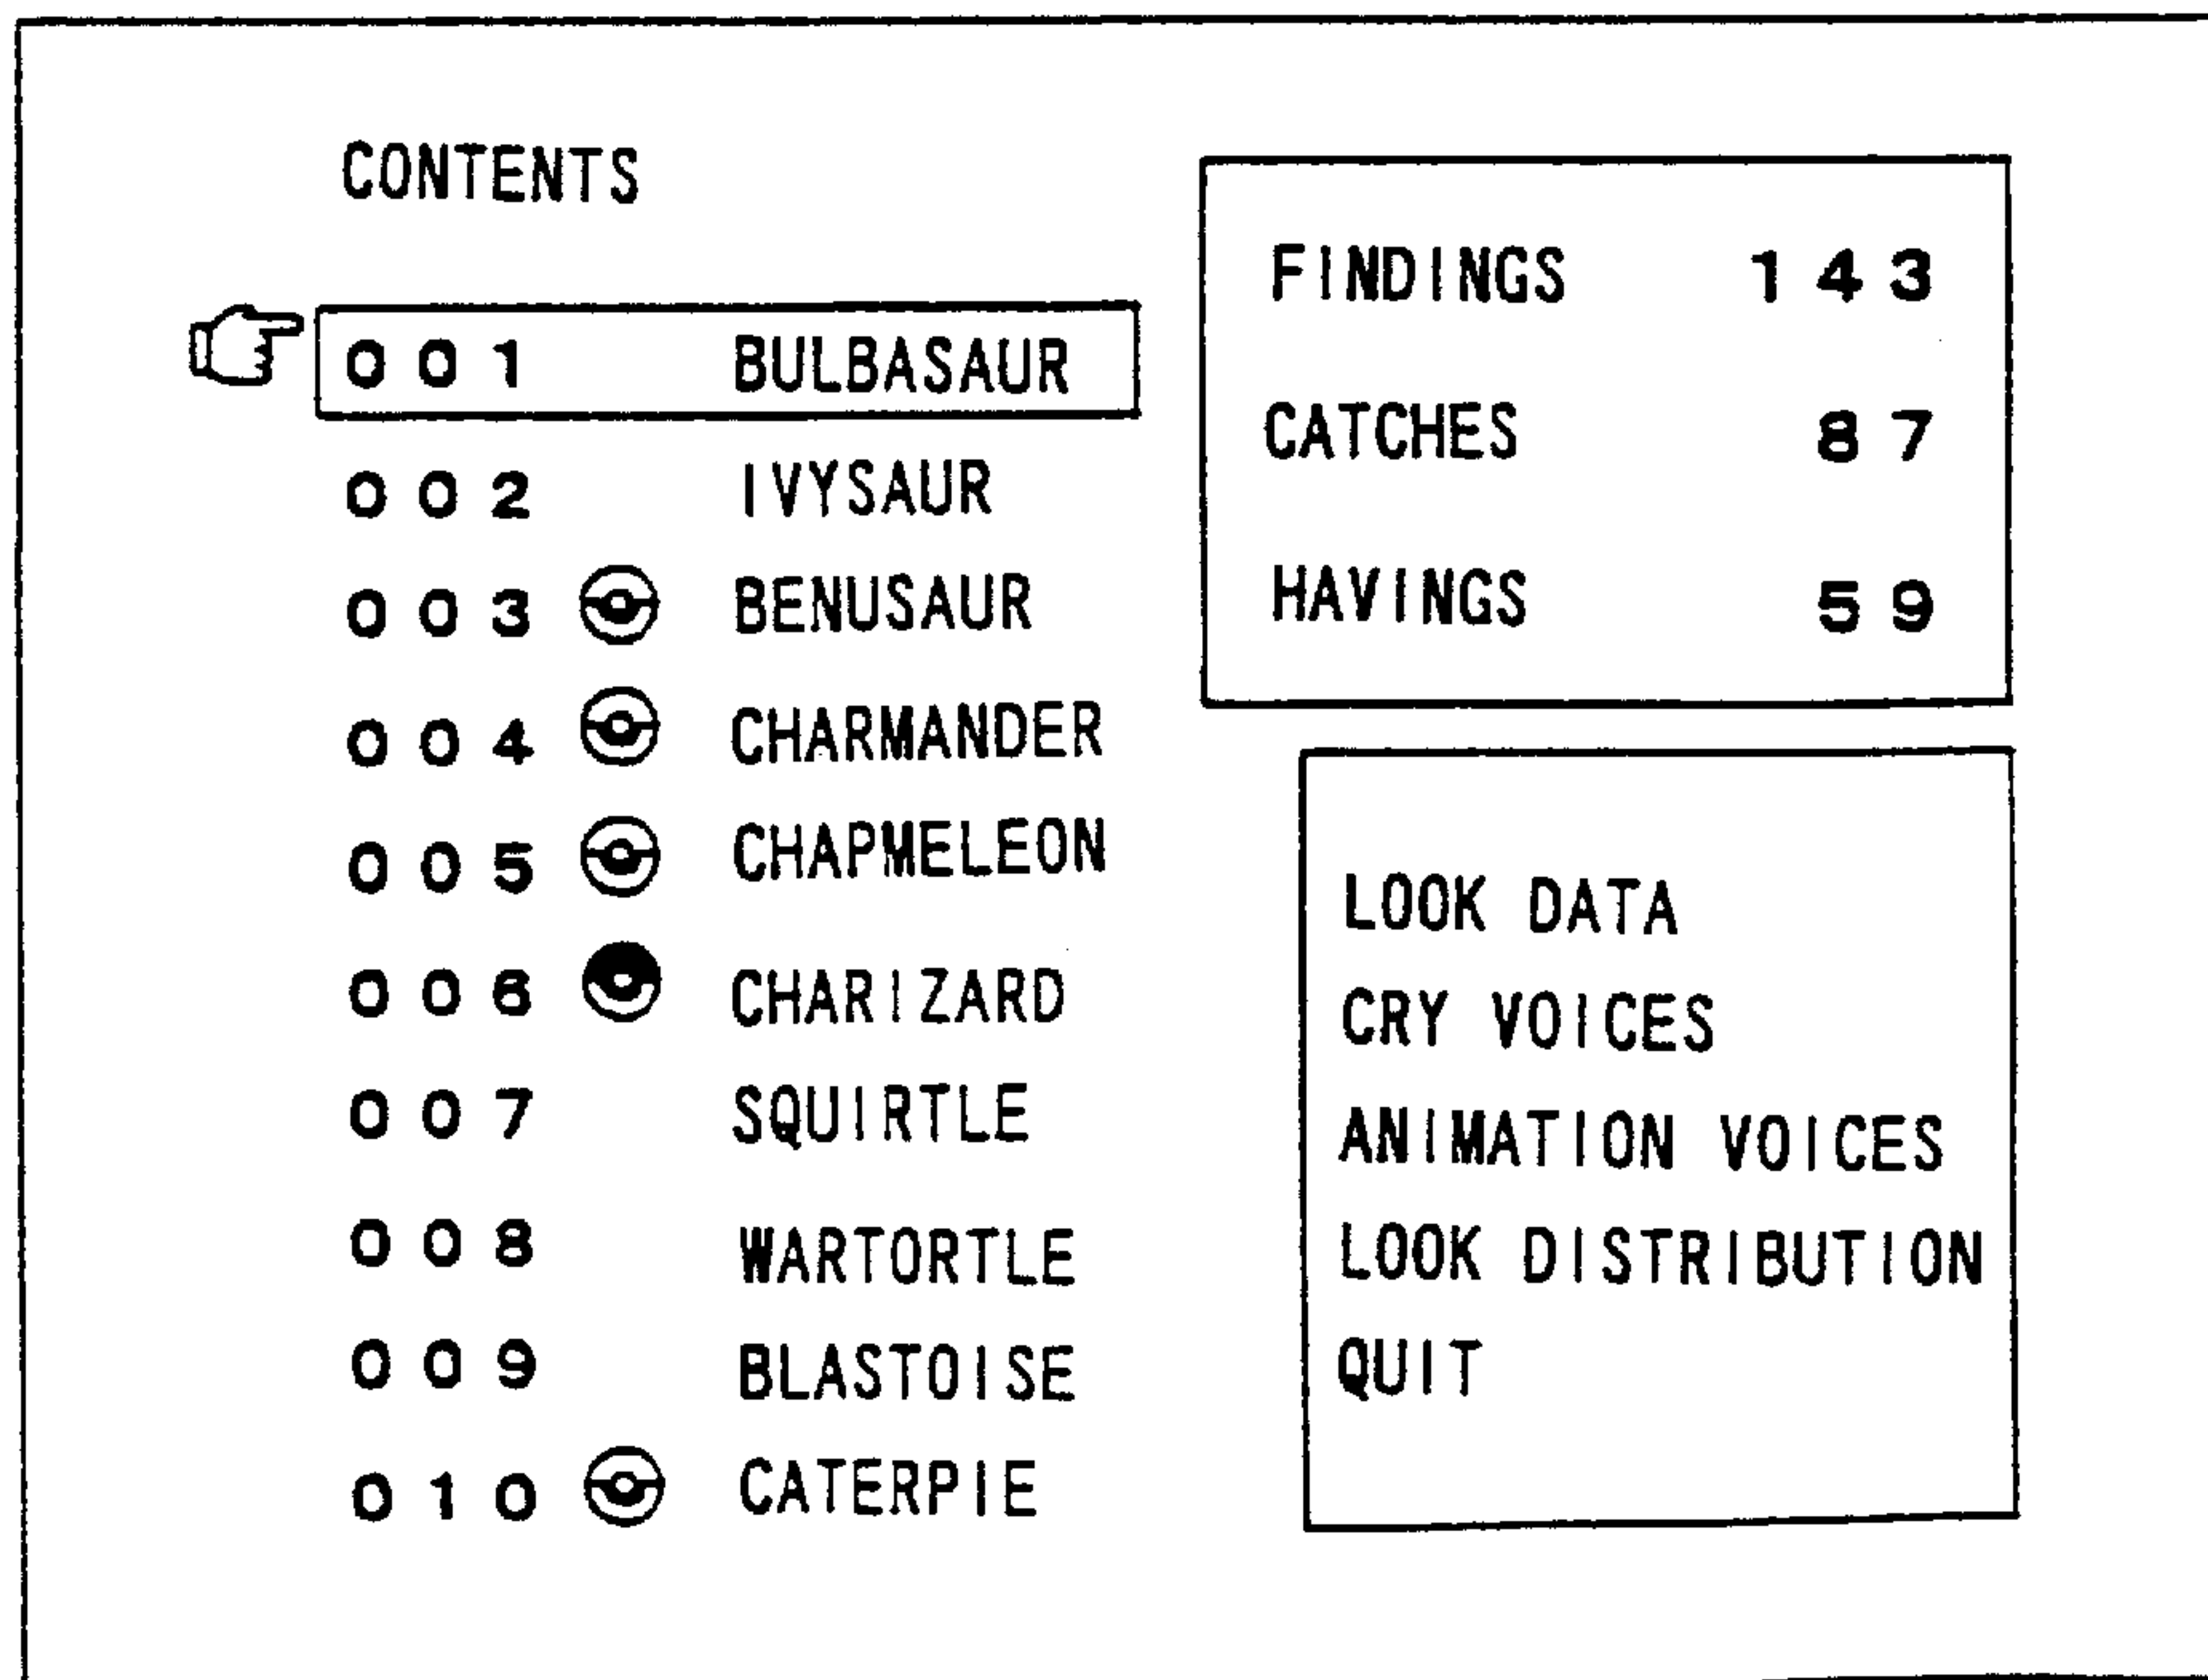 CONTENTS
001 BULBASAUR
002 IVYSAUR
003 BENUSAUR
004 CHARMANDER
005 CHAPMELEON
006 CHARIZARD
007 SQUIRTLE
008 WARTORTLE
009 BLASTOISE
010 CATERPIE
FINDINGS 143
CATCHES 87
HAVINGS 59
LOOK DATA
CRY VOICES
ANIMATION VOICES
LOOK DISTRIBUTION
QUIT